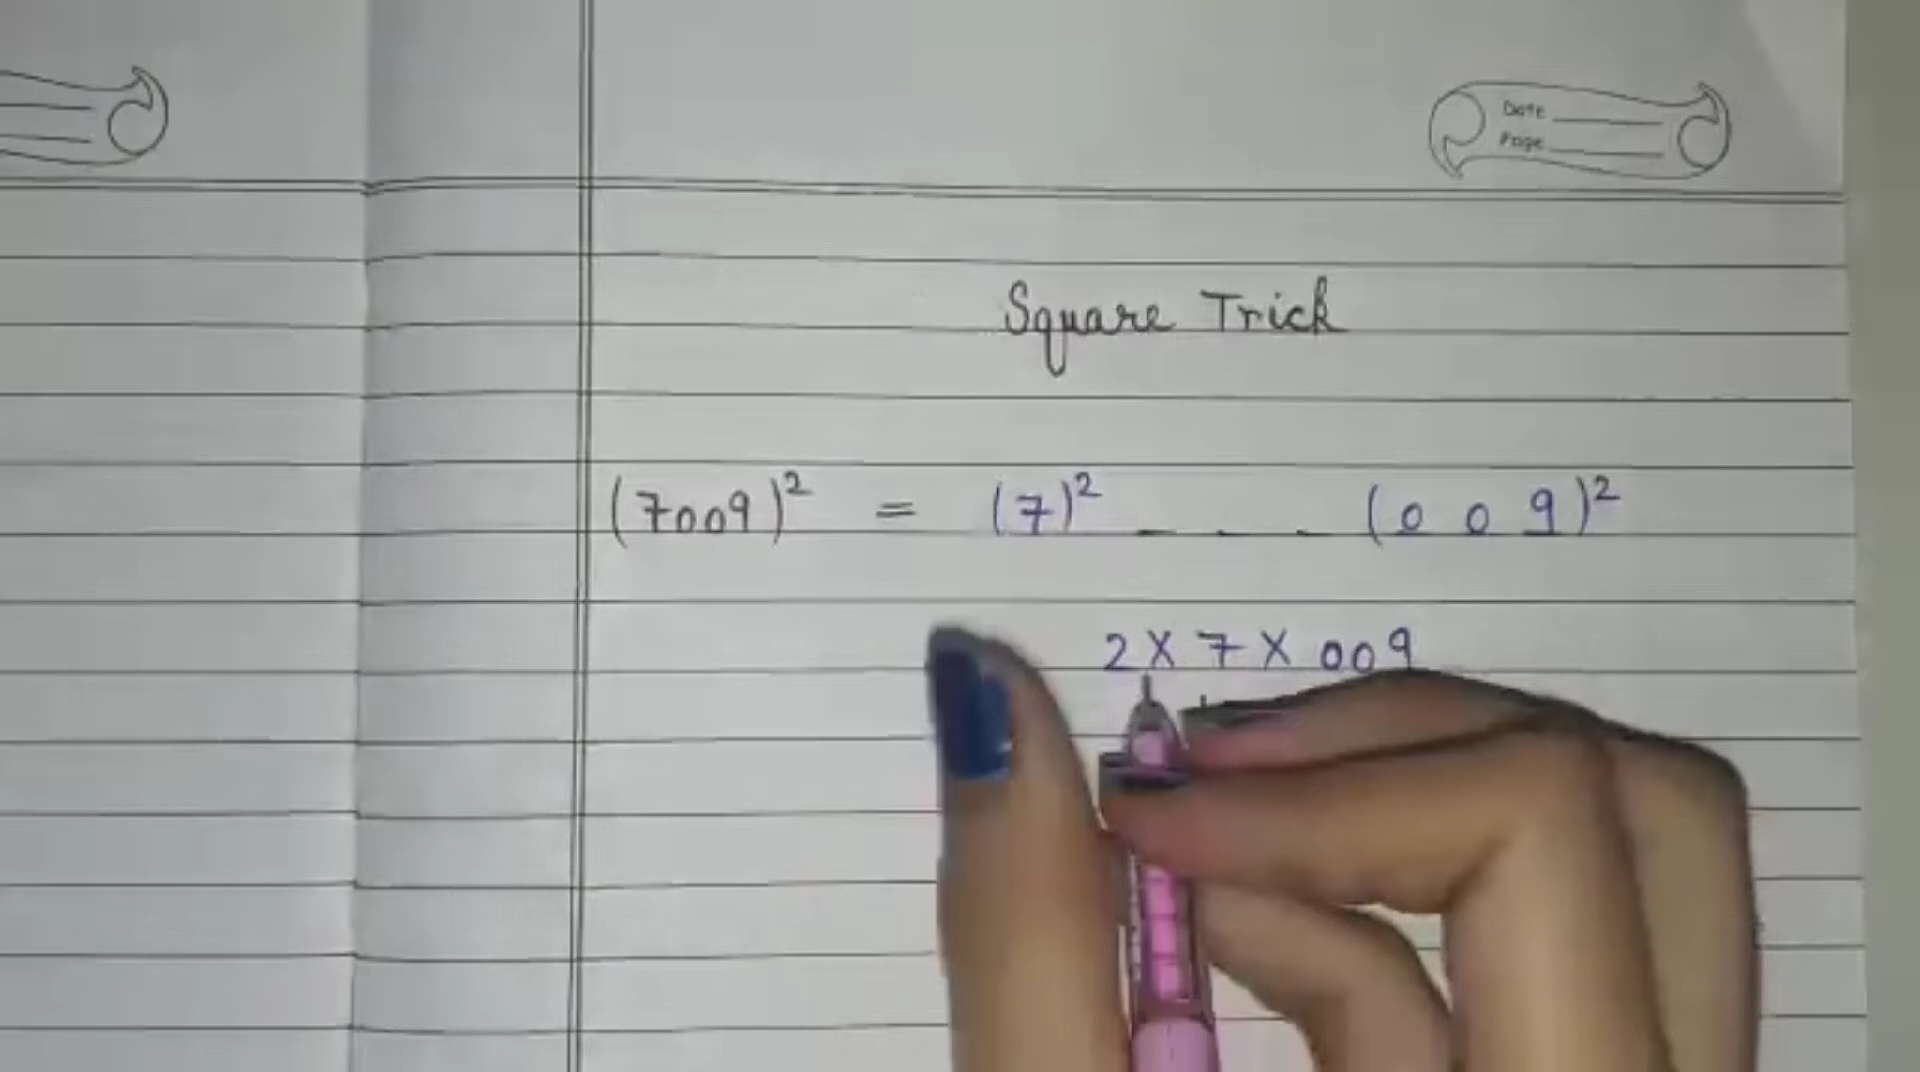 Date
Page
Square Trick
(7009)² = (7)² _ _ _ (0 0 9)²
2 X 7 X 009